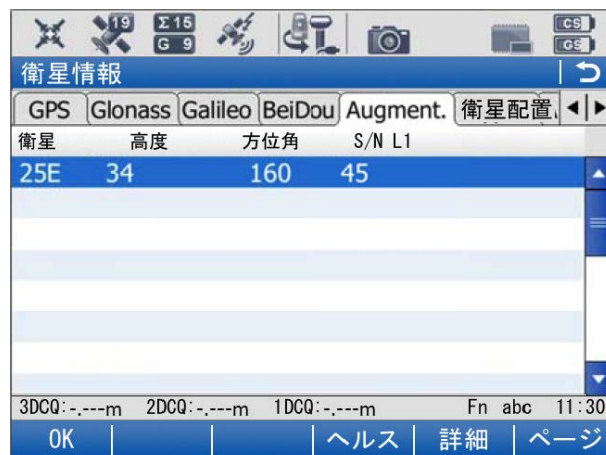 19 Σ 15 CS
G 9 GS
衛星情報
GPS Glonass Galileo BeiDou Augment. 衛星配置
衛星 高度 方位角 S/N L1
25E 34 160 45
3DCQ:-.---m 2DCQ:-.---m 1DCQ:-.---m Fn abc 11:30
OK ヘルス 詳細 ページ